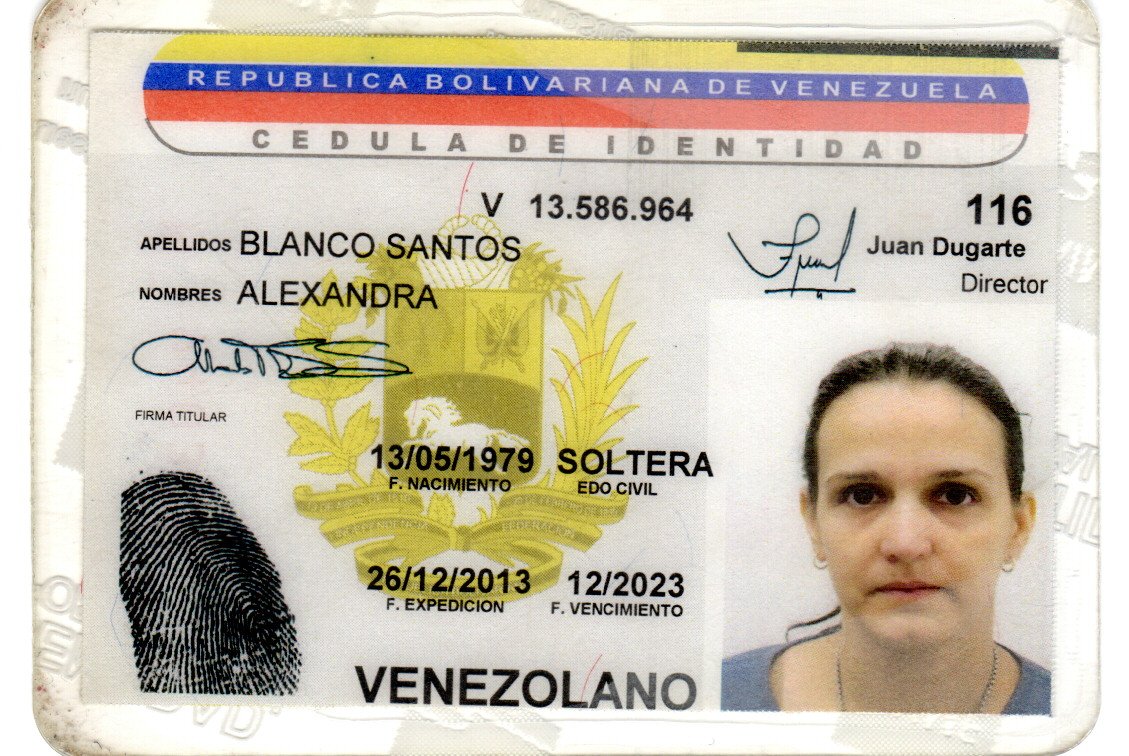 REPUBLICA BOLIVARIANA DE VENEZUELA
CEDULA DE IDENTIDAD
V 13.586.964
116
Juan Dugarte
Director
APELLIDOS BLANCO SANTOS
NOMBRES ALEXANDRA
FIRMA TITULAR
13/05/1979 SOLTERA
F. NACIMIENTO EDO CIVIL
26/12/2013 12/2023
F. EXPEDICION F. VENCIMIENTO
VENEZOLANO